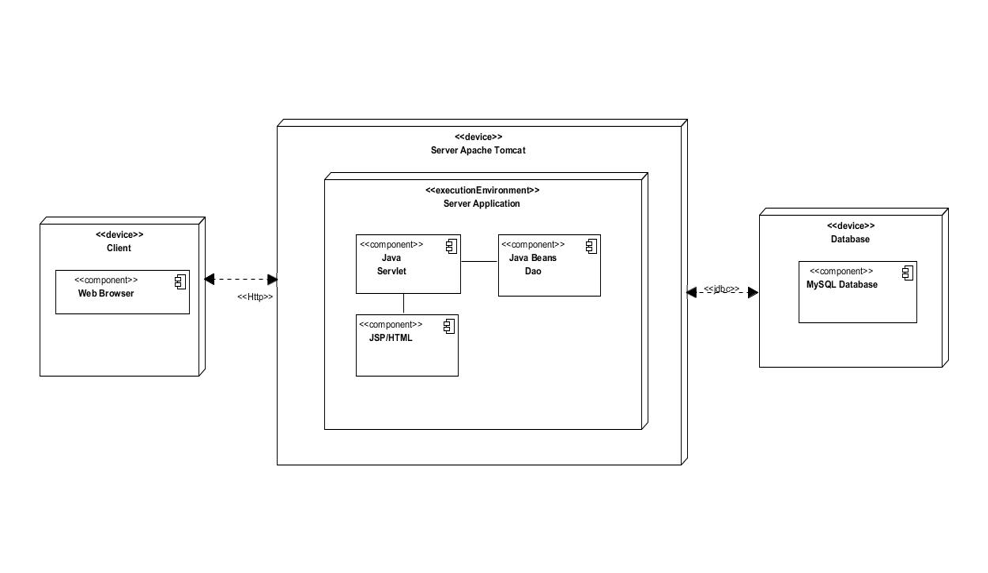 <<device>>
Server Apache Tomcat
<<executionEnvironment>>
Server Application
<<device>>
Client
<<component>>
Web Browser
<<Http>>
<<component>>
Java
Servlet
<<component>>
Java Beans
Dao
<<component>>
JSP/HTML
<<jdbc>>
<<device>>
Database
<<component>>
MySQL Database